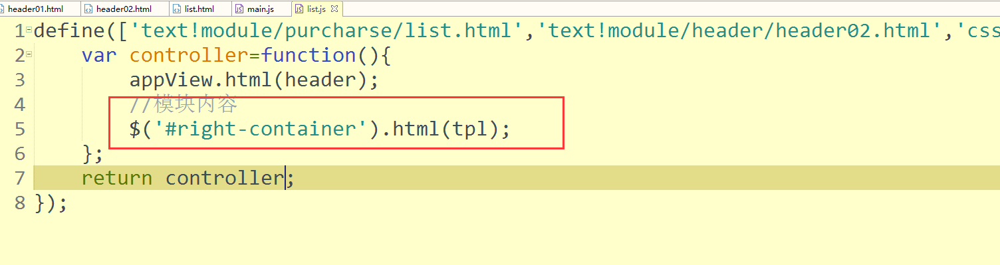 header01.html header02.html list.html main.js list.js
1 define(['text!module/purcharse/list.html','text!module/header/header02.html','css
2 var controller=function(){
3 appView.html(header);
4 //模块内容
5 $('#right-container').html(tpl);
6 };
7 return controller;
8 });